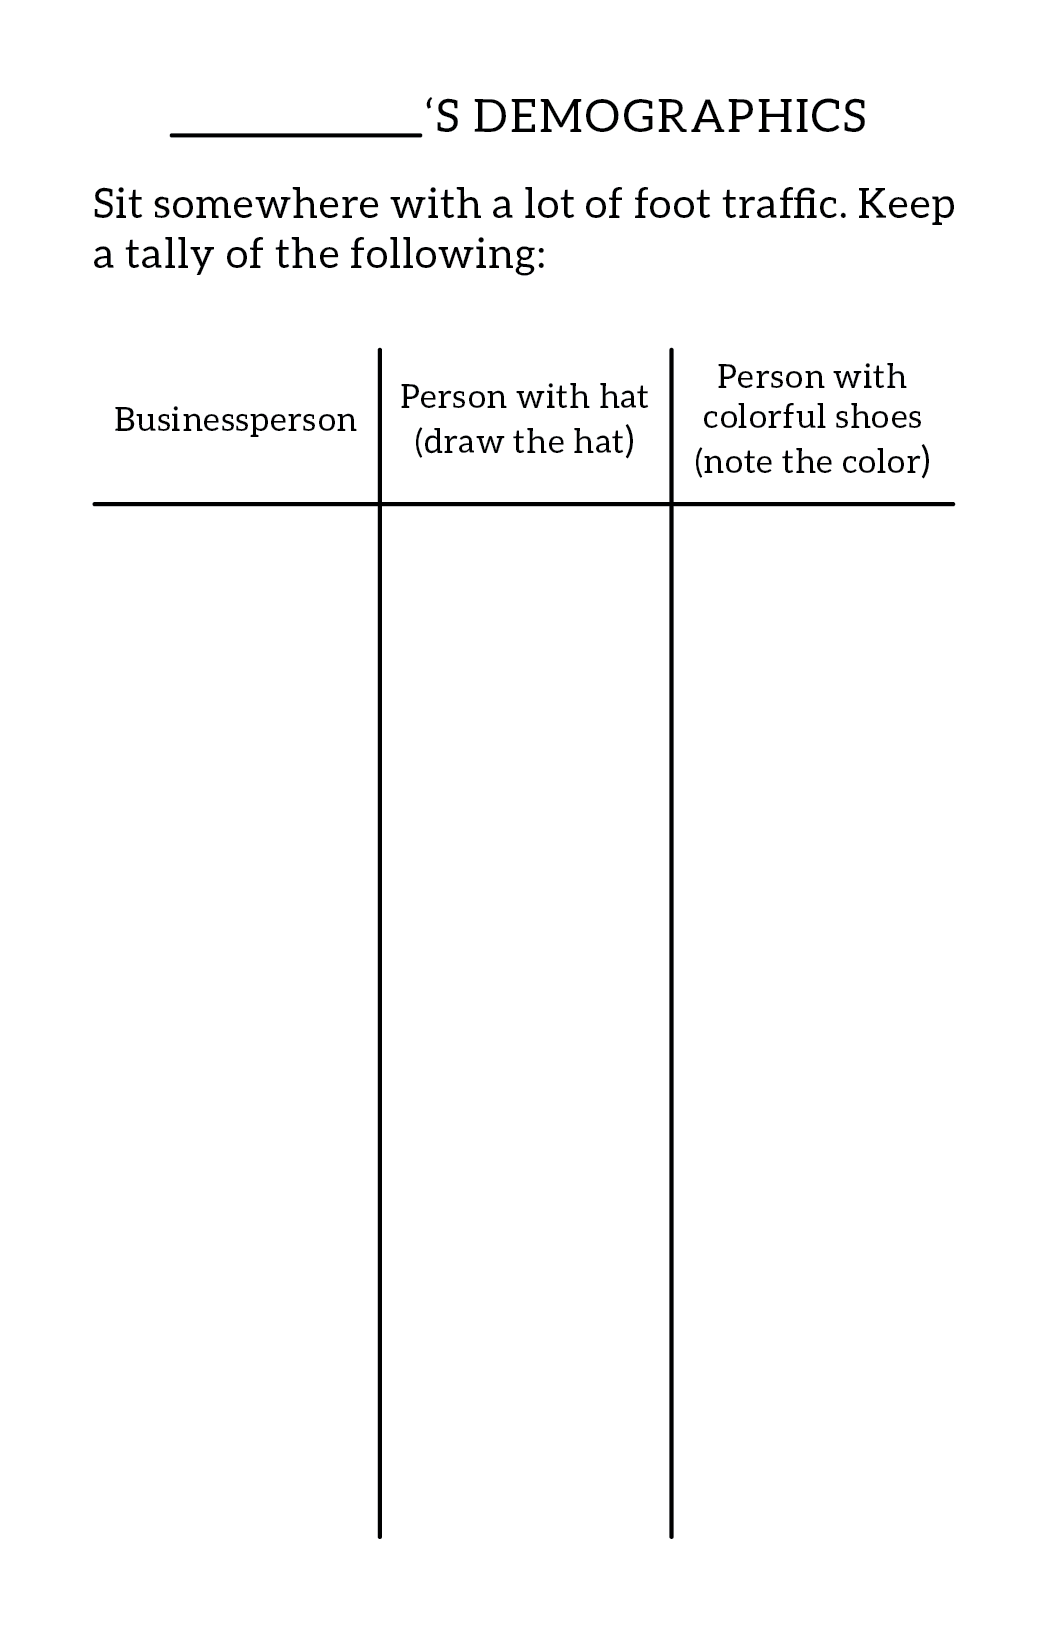 __________‘S DEMOGRAPHICS
Sit somewhere with a lot of foot traffic. Keep
a tally of the following:
Businessperson
Person with hat
(draw the hat)
Person with
colorful shoes
(note the color)